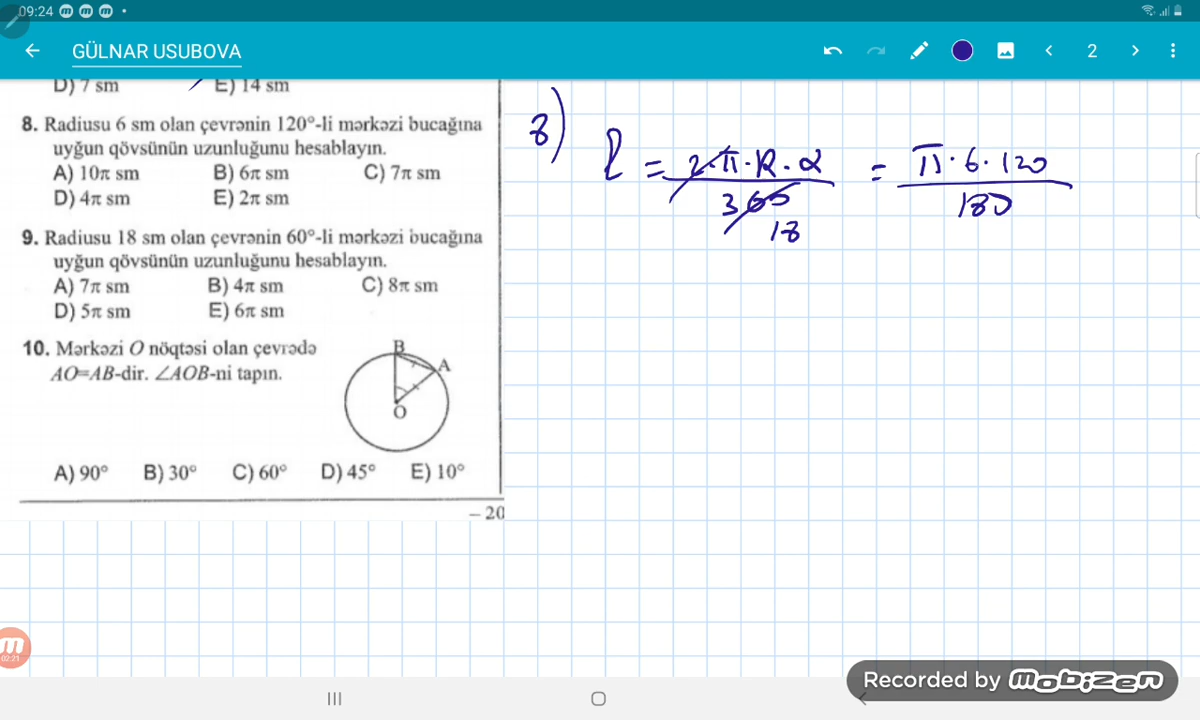 09:24
GÜLNAR USUBOVA
2
D) 7 sm E) 14 sm
8. Radiusu 6 sm olan çevrənin 120°-li mərkəzi bucağına
uyğun qövsünün uzunluğunu hesablayın.
A) 10π sm B) 6π sm C) 7π sm
D) 4π sm E) 2π sm
9. Radiusu 18 sm olan çevrənin 60°-li mərkəzi bucağına
uyğun qövsünün uzunluğunu hesablayın.
A) 7π sm B) 4π sm C) 8π sm
D) 5π sm E) 6π sm
10. Mərkəzi O nöqtəsi olan çevrədə
AO=AB-dir. ∠AOB-ni tapın.
B
A
O
A) 90° B) 30° C) 60° D) 45° E) 10°
– 20
8) l = 2·π·R·α / 360 = π·6·120 / 180
18
02:21
Recorded by mobizen